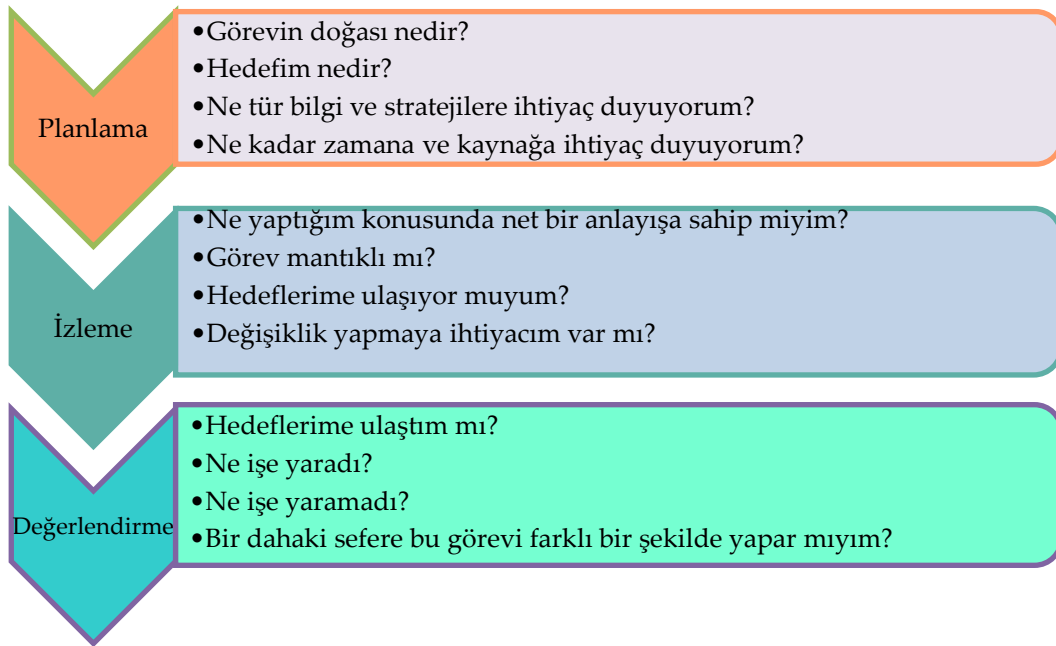 Planlama
•Görevin doğası nedir?
•Hedefim nedir?
•Ne tür bilgi ve stratejilere ihtiyaç duyuyorum?
•Ne kadar zamana ve kaynağa ihtiyaç duyuyorum?
İzleme
•Ne yaptığım konusunda net bir anlayışa sahip miyim?
•Görev mantıklı mı?
•Hedeflerime ulaşıyor muyum?
•Değişiklik yapmaya ihtiyacım var mı?
Değerlendirme
•Hedeflerime ulaştım mı?
•Ne işe yaradı?
•Ne işe yaramadı?
•Bir dahaki sefere bu görevi farklı bir şekilde yapar mıyım?